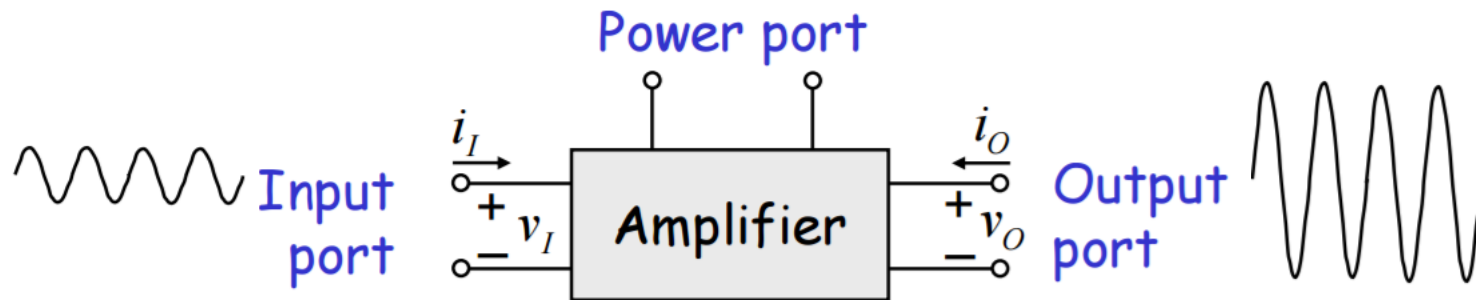 Power port
i_I
i_O
Input
port
+
v_I
−
Amplifier
+
v_O
−
Output
port